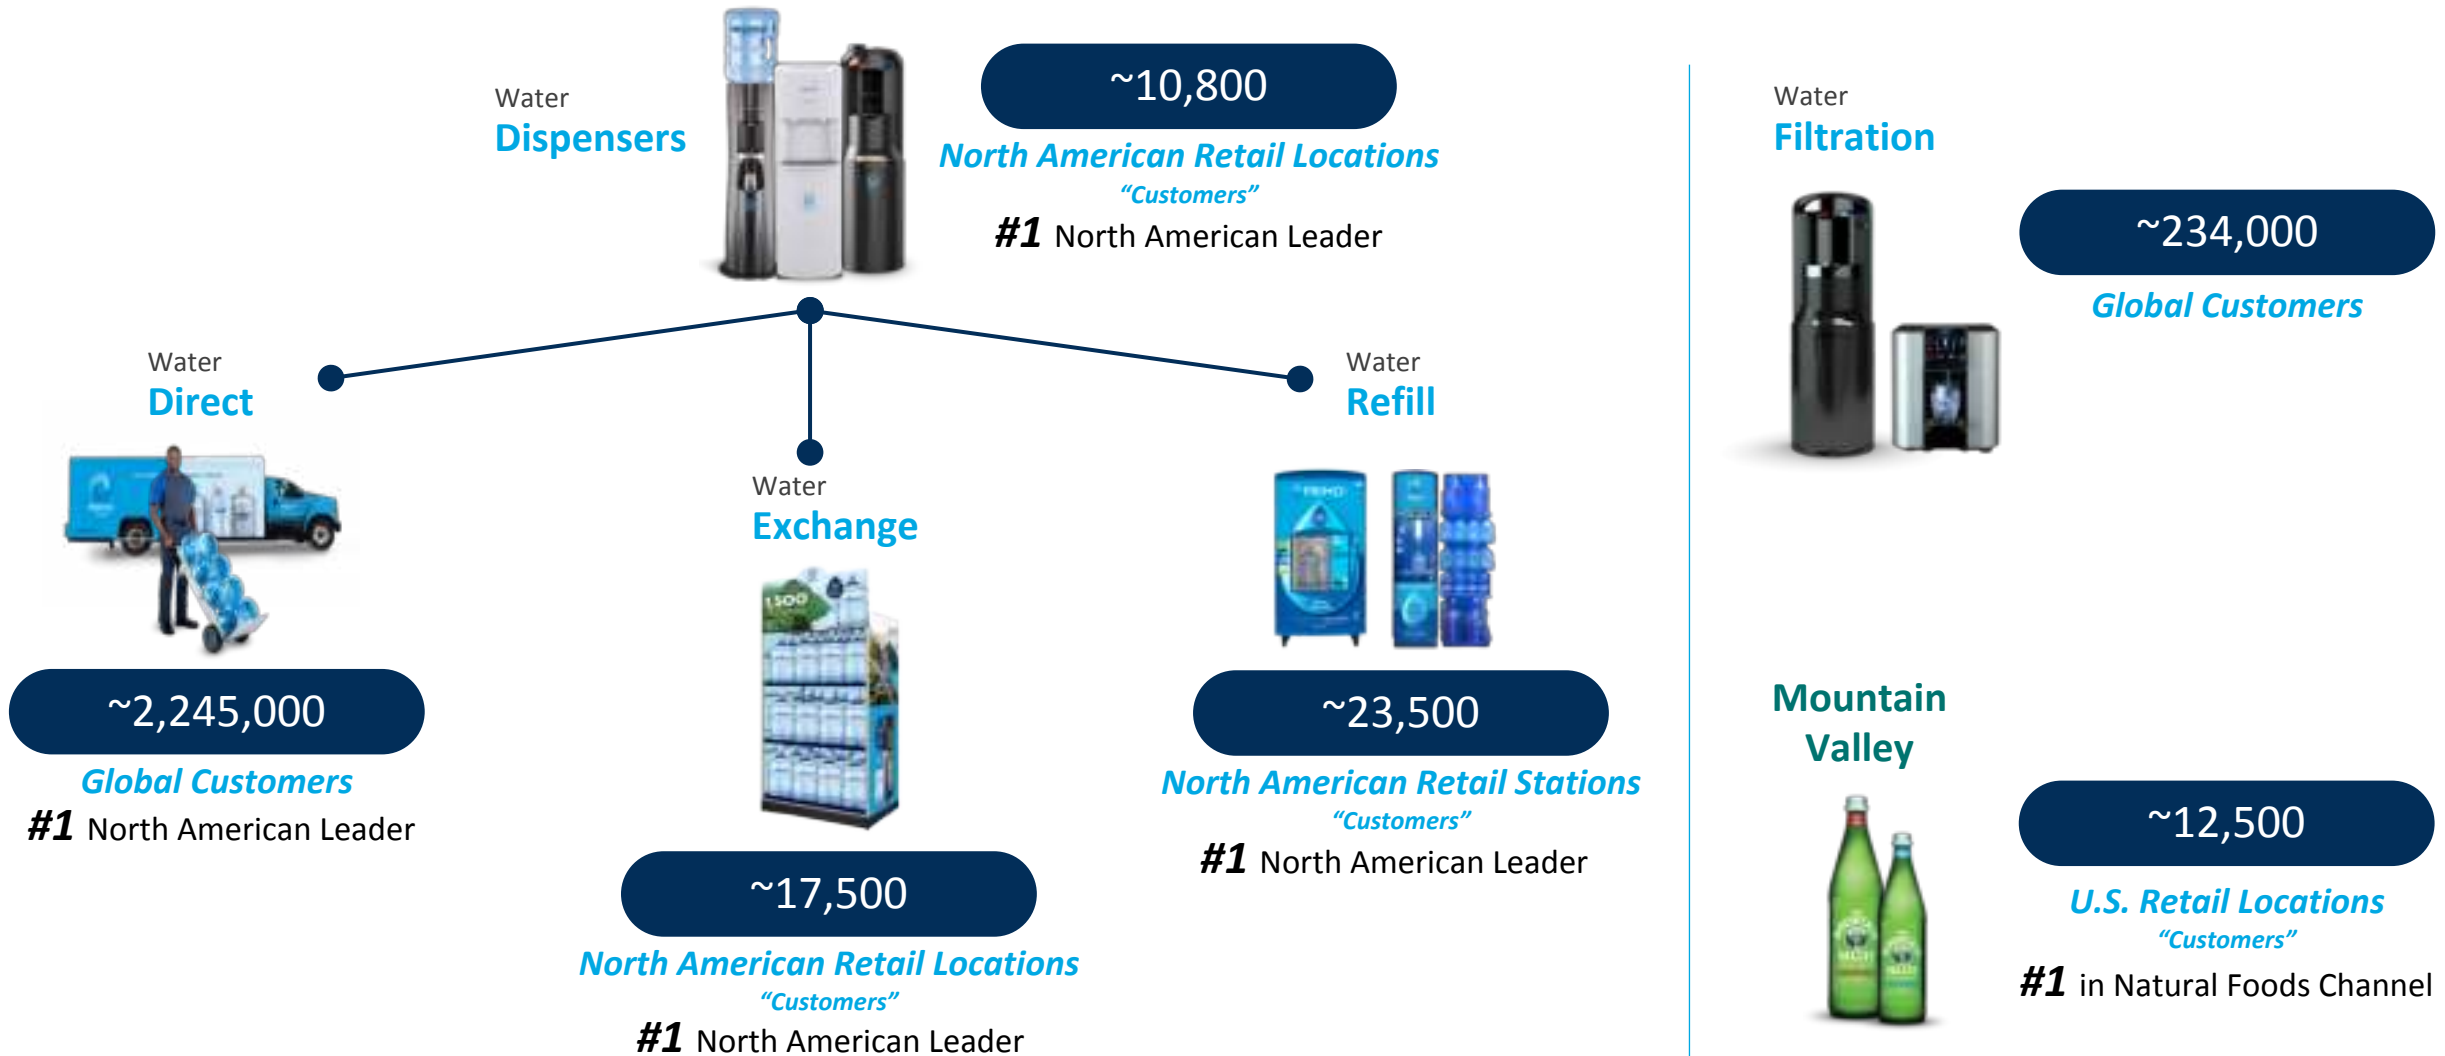 Water
Dispensers
~10,800
North American Retail Locations
“Customers”
#1 North American Leader
Water
Direct
~2,245,000
Global Customers
#1 North American Leader
Water
Exchange
1,500
~17,500
North American Retail Locations
“Customers”
#1 North American Leader
Water
Refill
PRIMO
~23,500
North American Retail Stations
“Customers”
#1 North American Leader
Water
Filtration
~234,000
Global Customers
Mountain
Valley
~12,500
U.S. Retail Locations
“Customers”
#1 in Natural Foods Channel